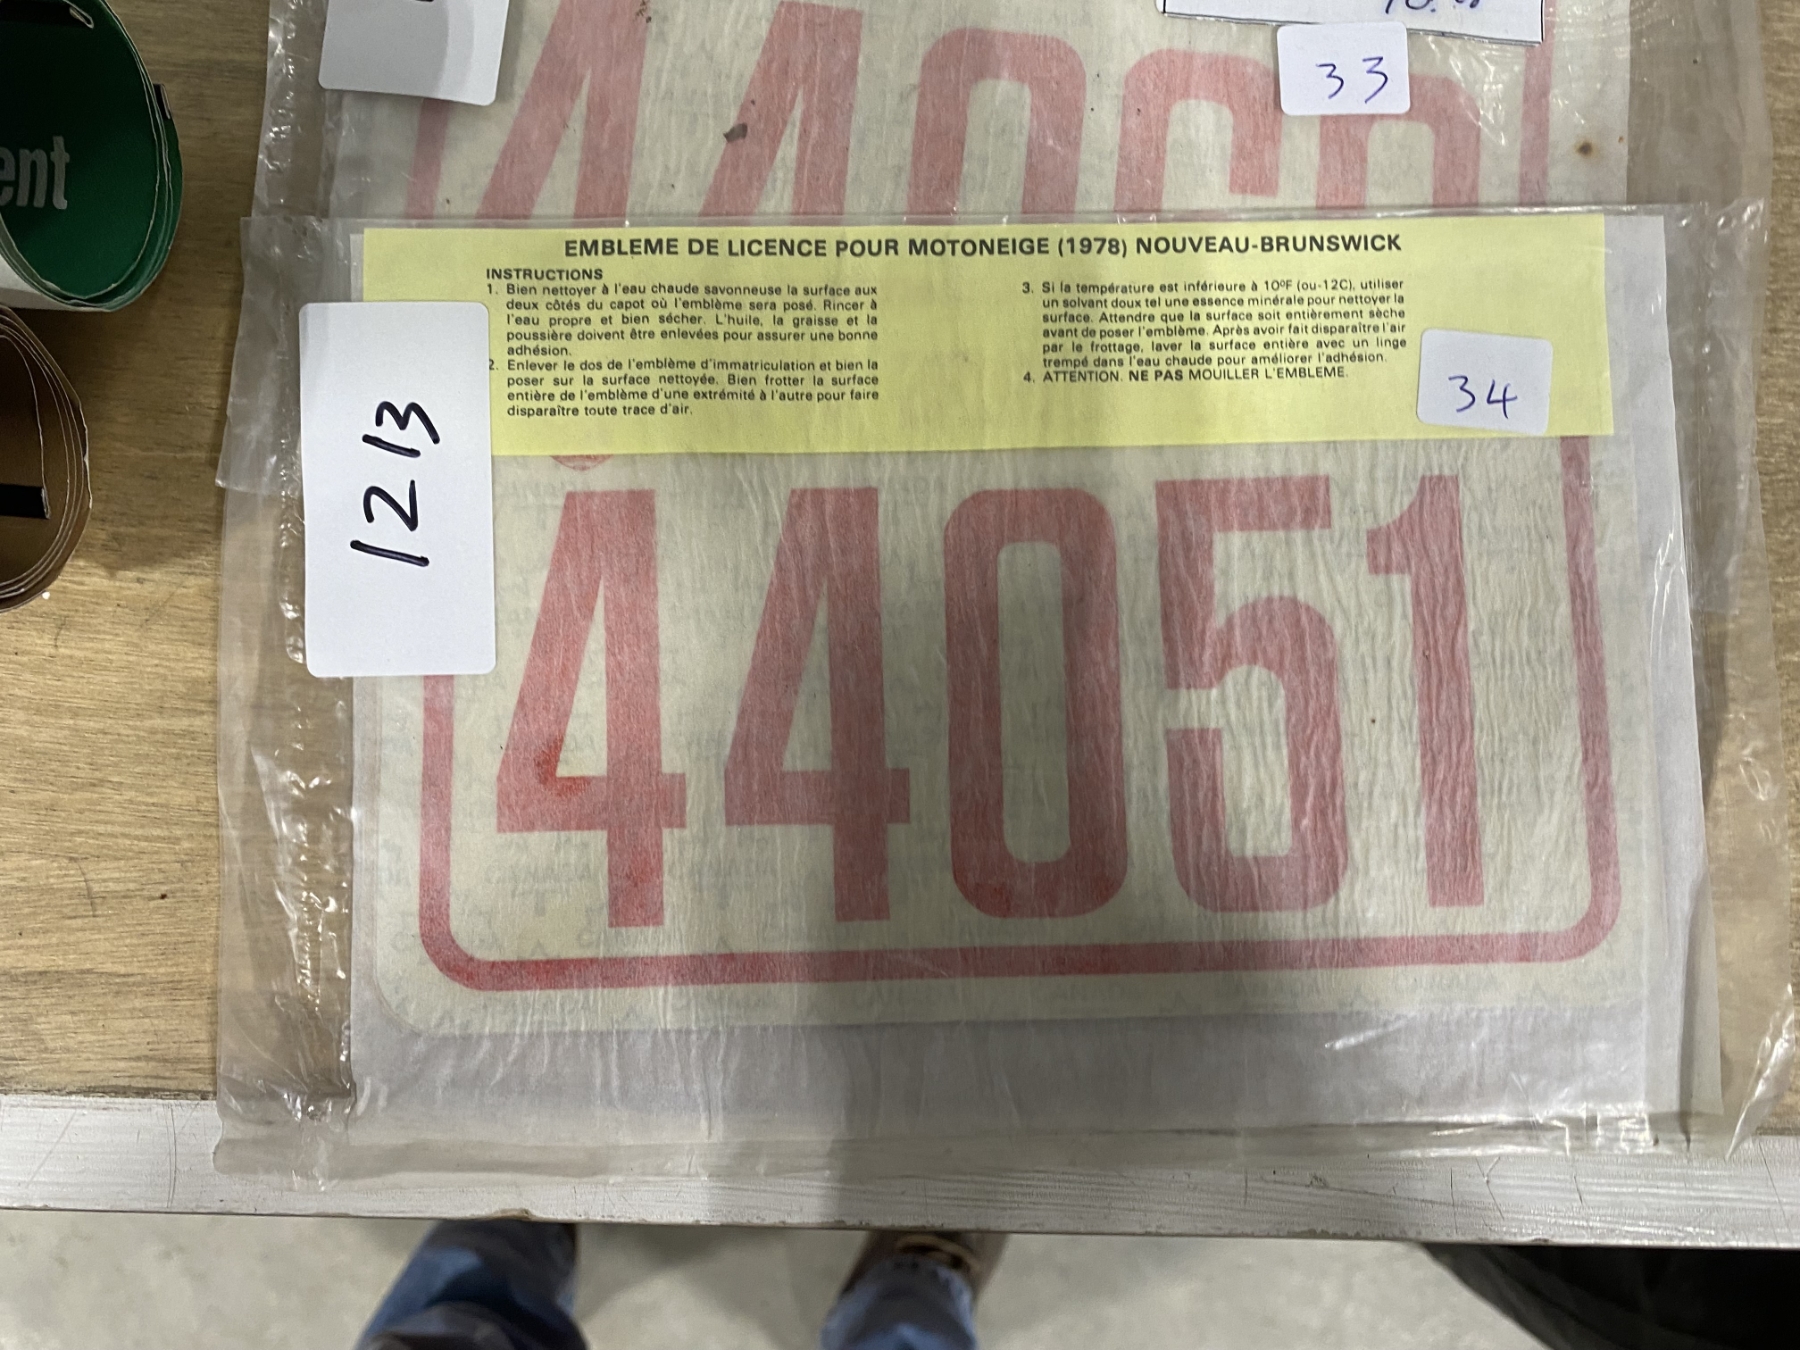 ent
33
EMBLEME DE LICENCE POUR MOTONEIGE (1978) NOUVEAU-BRUNSWICK
INSTRUCTIONS
1. Bien nettoyer à l'eau chaude savonneuse la surface aux
deux côtés du capot où l'emblème sera posé. Rincer à
l'eau propre et bien sécher. L'huile, la graisse et la
poussière doivent être enlevées pour assurer une bonne
adhésion.
2. Enlever le dos de l'emblème d'immatriculation et bien la
poser sur la surface nettoyée. Bien frotter la surface
entière de l'emblème d'une extrémité à l'autre pour faire
disparaître toute trace d'air.
3. Si la température est inférieure à 10ºF (ou-12C), utiliser
un solvant doux tel une essence minérale pour nettoyer la
surface. Attendre que la surface soit entièrement sèche
avant de poser l'emblème. Après avoir fait disparaître l'air
par le frottage, laver la surface entière avec un linge
trempé dans l'eau chaude pour améliorer l'adhésion.
4. ATTENTION. NE PAS MOUILLER L'EMBLEME.
34
1213
44051